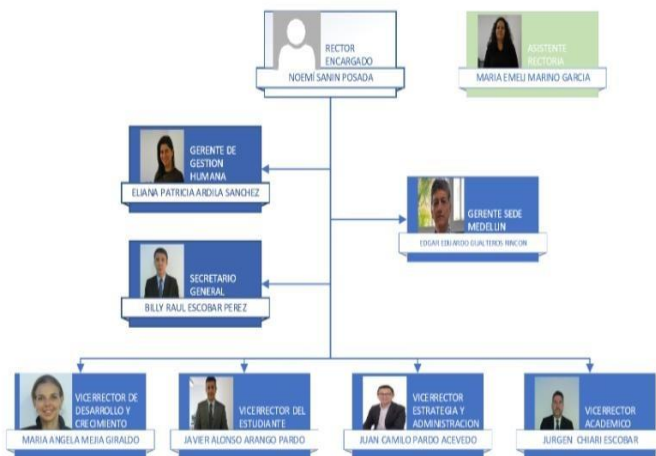 RECTOR
ENCARGADO
NOEMÍ SANIN POSADA
ASISTENTE
RECTORIA
MARIA EMELI MARINO GARCIA
GERENTE DE
GESTION
HUMANA
ELIANA PATRICIA ARDILA SANCHEZ
GERENTE SEDE
MEDELLIN
EDGAR EDUARDO GUALTEROS RINCON
SECRETARIO
GENERAL
BILLY RAUL ESCOBAR PEREZ
VICERRECTOR DE
DESARROLLO Y
CRECIMIENTO
MARIA ANGELA MEJIA GIRALDO
VICERRECTOR DEL
ESTUDIANTE
JAVIER ALONSO ARANGO PARDO
VICERRECTOR
ESTRATEGIA Y
ADMINISTRACION
JUAN CAMILO PARDO ACEVEDO
VICERRECTOR
ACADEMICO
JURGEN CHIARI ESCOBAR